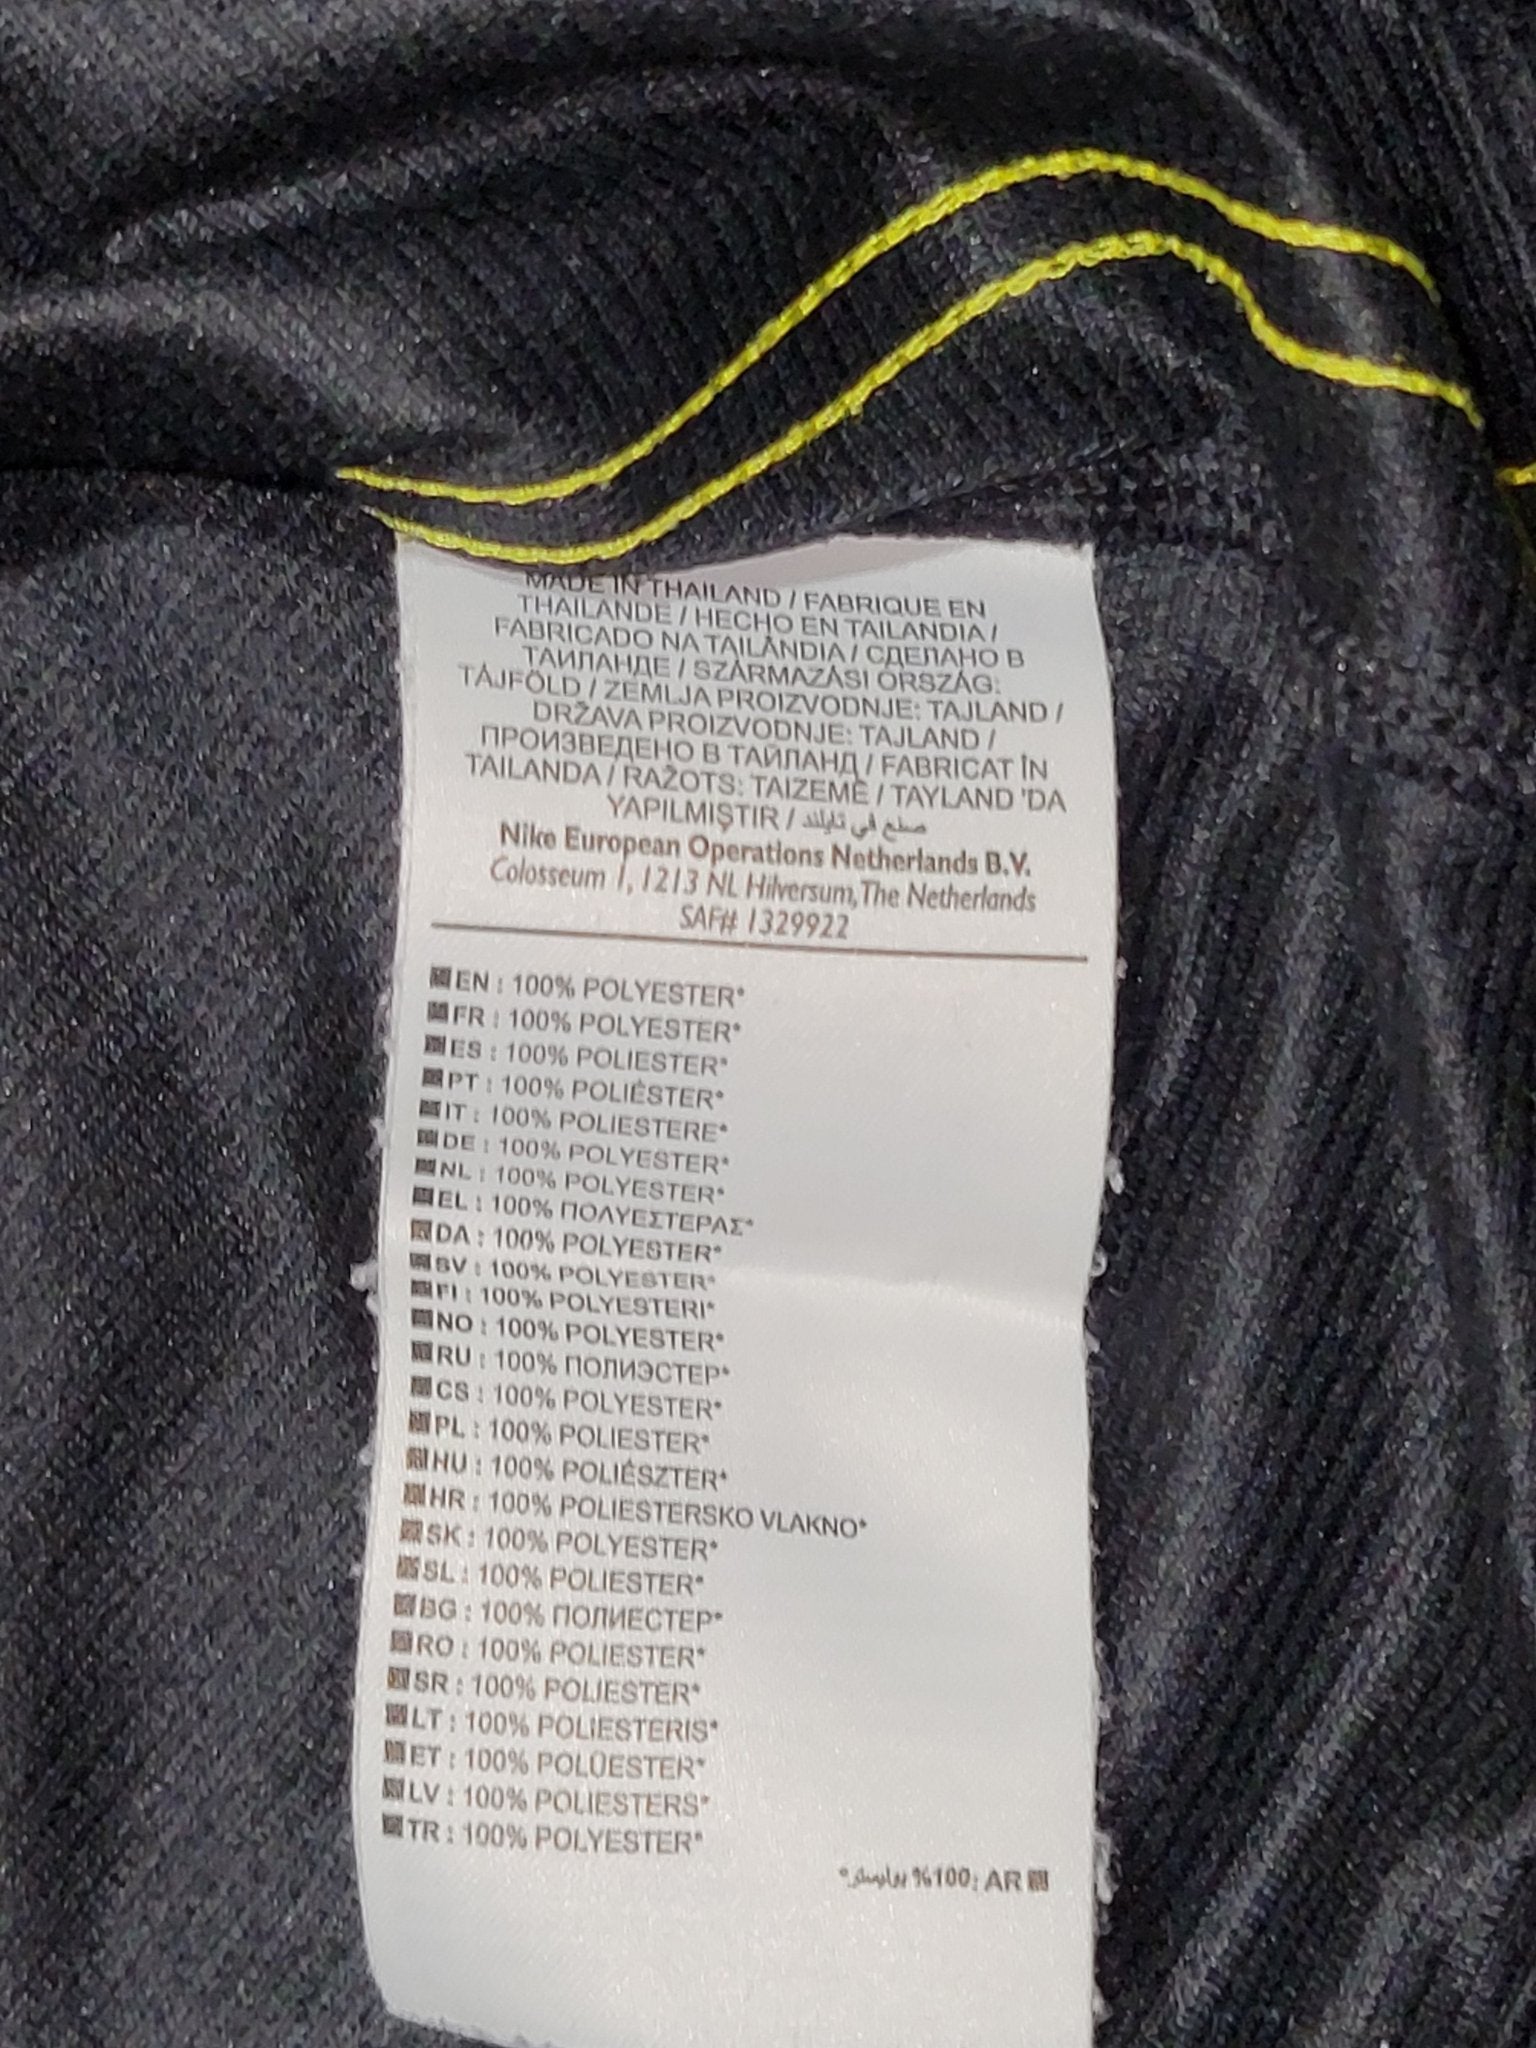 MADE IN THAILAND / FABRIQUE EN
THAILANDE / HECHO EN TAILANDIA /
FABRICADO NA TAILÂNDIA / СДЕЛАНО В
ТАИЛАНДЕ / SZÁRMAZÁSI ORSZÁG:
TÁJFÖLD / ZEMLJA PROIZVODNJE: TAJLAND /
DRŽAVA PROIZVODNJE: TAJLAND /
ПРОИЗВЕДЕНО В ТАЙЛАНД / FABRICAT ÎN
TAILANDA / RAŽOTS: TAIZEMĒ / TAYLAND 'DA
YAPILMIŞTIR / صنع في تايلند
Nike European Operations Netherlands B.V.
Colosseum 1, 1213 NL Hilversum, The Netherlands
SAF# 1329922
EN : 100% POLYESTER*
FR : 100% POLYESTER*
ES : 100% POLIESTER*
PT : 100% POLIÉSTER*
IT : 100% POLIESTERE*
DE : 100% POLYESTER*
NL : 100% POLYESTER*
EL : 100% ΠΟΛΥΕΣΤΕΡΑΣ*
DA : 100% POLYESTER*
SV : 100% POLYESTER*
FI : 100% POLYESTERI*
NO : 100% POLYESTER*
RU : 100% ПОЛИЭСТЕР*
CS : 100% POLYESTER*
PL : 100% POLIESTER*
HU : 100% POLIÉSZTER*
HR : 100% POLIESTERSKO VLAKNO*
SK : 100% POLYESTER*
SL : 100% POLIESTER*
BG : 100% ПОЛИЕСТЕР*
RO : 100% POLIESTER*
SR : 100% POLIESTER*
LT : 100% POLIESTERIS*
ET : 100% POLÜESTER*
LV : 100% POLIESTERS*
TR : 100% POLYESTER*
AR :100% بوليستر*